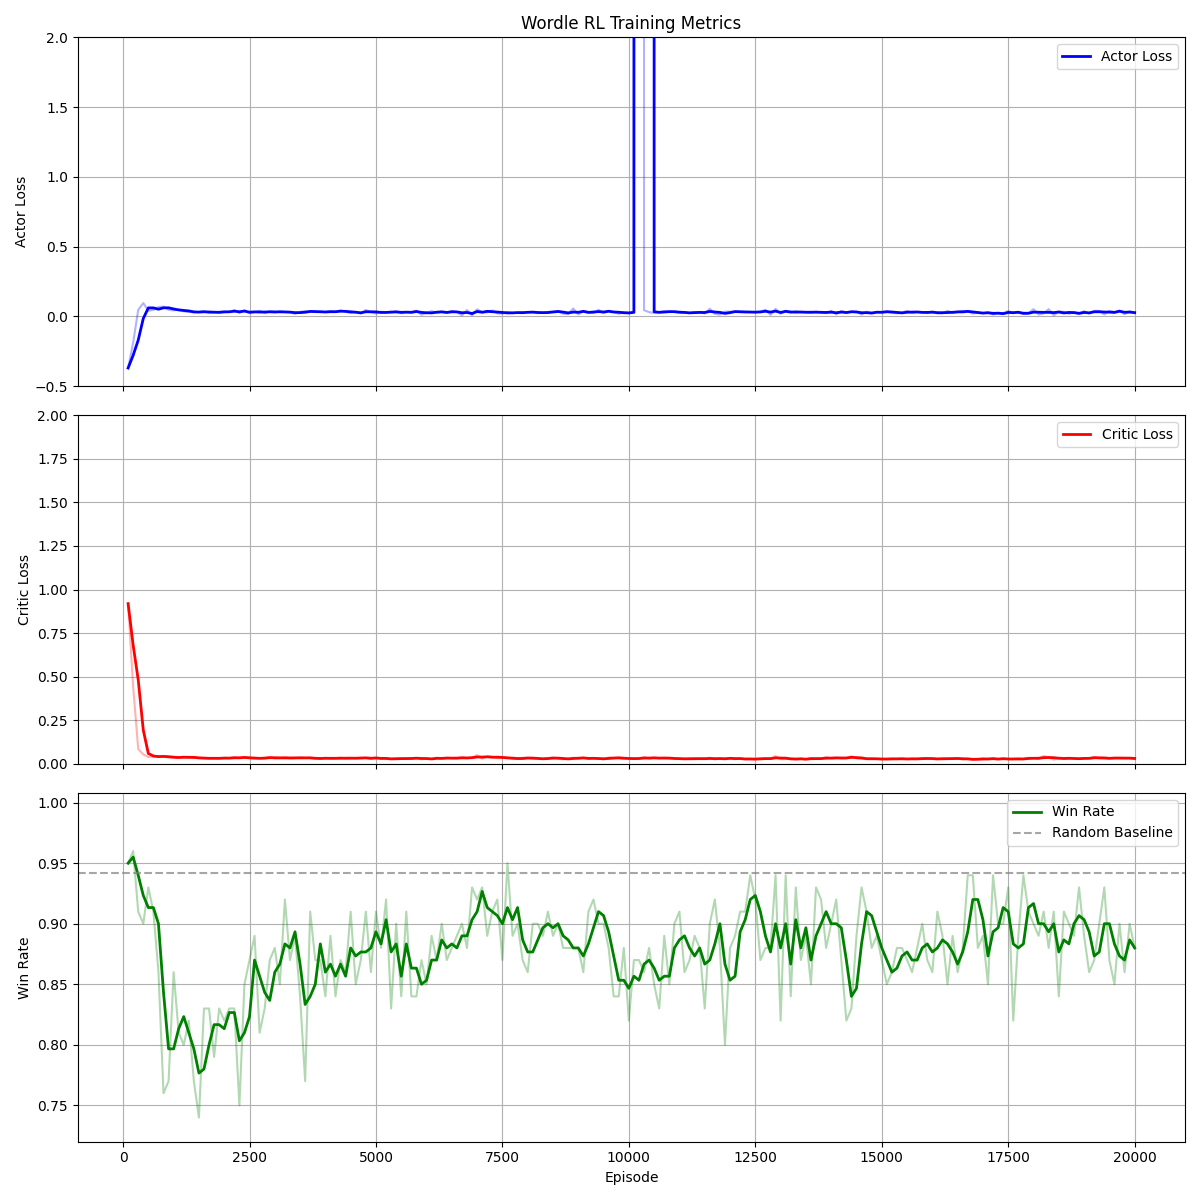 Wordle RL Training Metrics
2.0
1.5
1.0
0.5
0.0
−0.5
Actor Loss
Actor Loss
2.00
1.75
1.50
1.25
1.00
0.75
0.50
0.25
0.00
Critic Loss
Critic Loss
1.00
0.95
0.90
0.85
0.80
0.75
Win Rate
Win Rate
Random Baseline
0 2500 5000 7500 10000 12500 15000 17500 20000
Episode